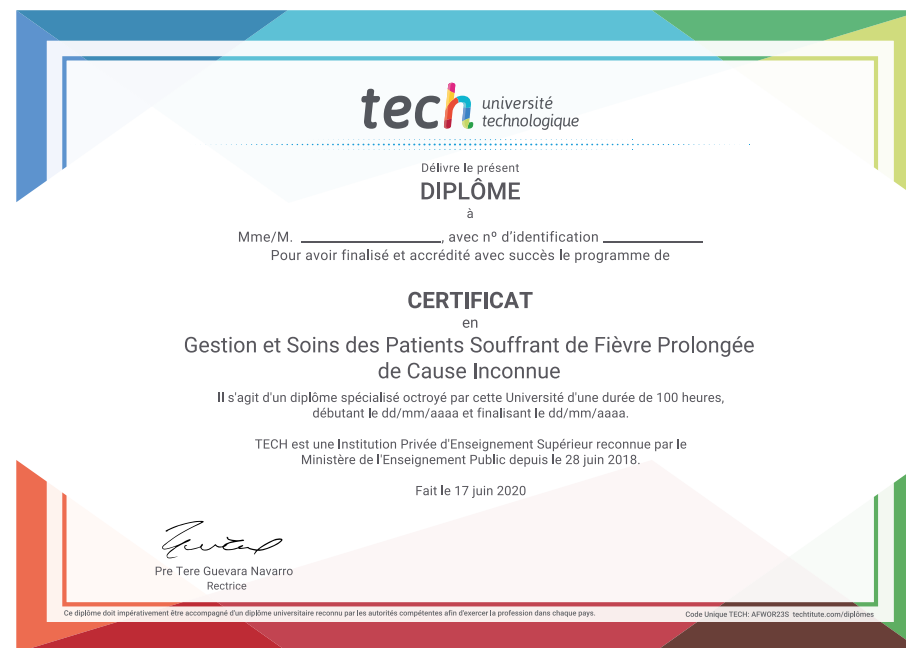 tech université
technologique
Délivre le présent
DIPLÔME
à
Mme/M. ____________________, avec nº d'identification ______________
Pour avoir finalisé et accrédité avec succès le programme de
CERTIFICAT
en
Gestion et Soins des Patients Souffrant de Fièvre Prolongée
de Cause Inconnue
Il s'agit d'un diplôme spécialisé octroyé par cette Université d'une durée de 100 heures,
débutant le dd/mm/aaaa et finalisant le dd/mm/aaaa.
TECH est une Institution Privée d'Enseignement Supérieur reconnue par le
Ministère de l'Enseignement Public depuis le 28 juin 2018.
Fait le 17 juin 2020
Pre Tere Guevara Navarro
Rectrice
Ce diplôme doit impérativement être accompagné d'un diplôme universitaire reconnu par les autorités compétentes afin d'exercer la profession dans chaque pays.
Code Unique TECH: AFWOR23S techtitute.com/diplômes